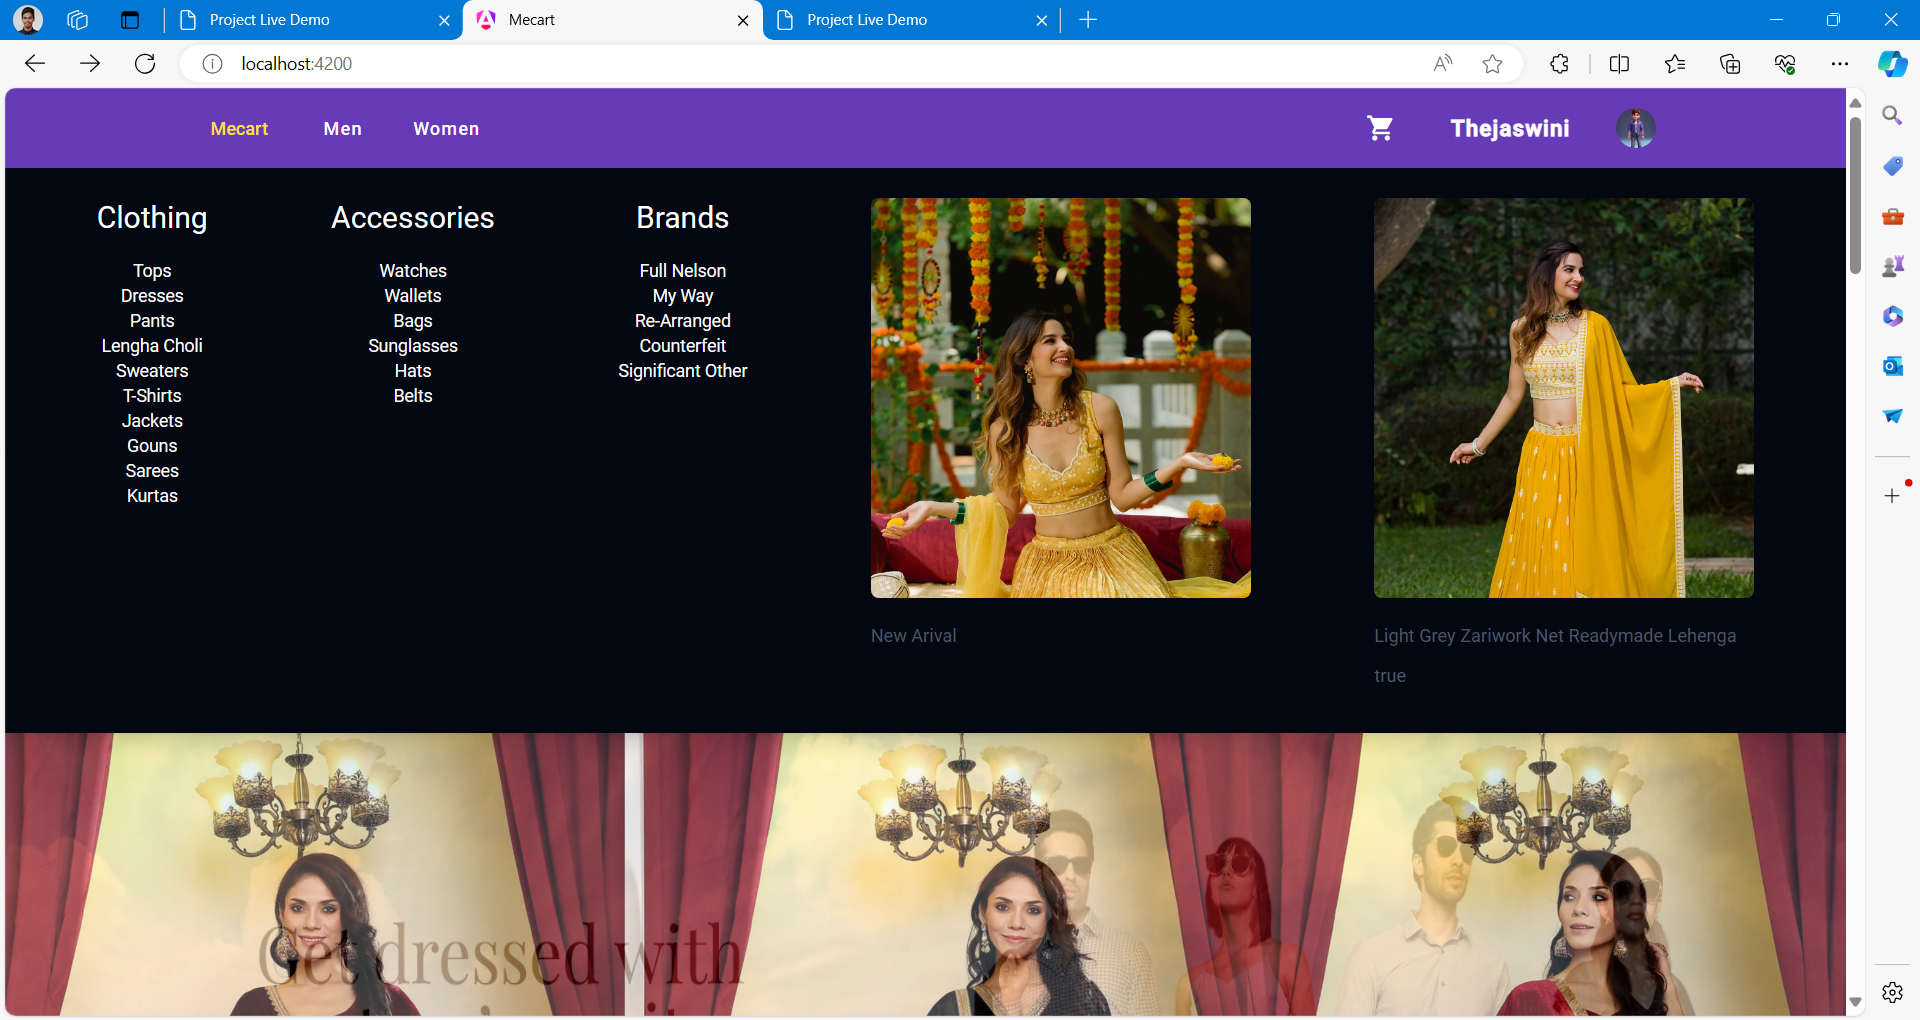 Project Live Demo
Mecart
Project Live Demo
localhost:4200
Mecart Men Women Thejaswini
Clothing
Tops
Dresses
Pants
Lengha Choli
Sweaters
T-Shirts
Jackets
Gouns
Sarees
Kurtas
Accessories
Watches
Wallets
Bags
Sunglasses
Hats
Belts
Brands
Full Nelson
My Way
Re-Arranged
Counterfeit
Significant Other
New Arival
Light Grey Zariwork Net Readymade Lehenga
true
Get dressed with